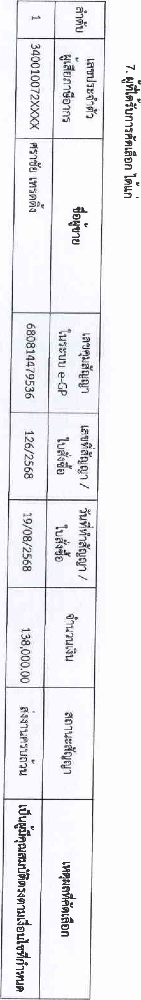 7. ผู้ที่ได้รับการคัดเลือก ได้แก่
ลำดับ
เลขประจำตัว
ผู้เสียภาษีอากร
ชื่อผู้ขาย
เลขคุมสัญญา
ในระบบ e-GP
เลขที่สัญญา /
ใบสั่งซื้อ
วันที่ทำสัญญา /
ใบสั่งซื้อ
จำนวนเงิน
สถานะสัญญา
เหตุผลที่คัดเลือก
1
340010072XXXX
ศราชัย เทรดดิ้ง
680814479536
126/2568
19/08/2568
138,000.00
ส่งงานครบถ้วน
เป็นผู้มีคุณสมบัติตรงตามเงื่อนไขที่กำหนด